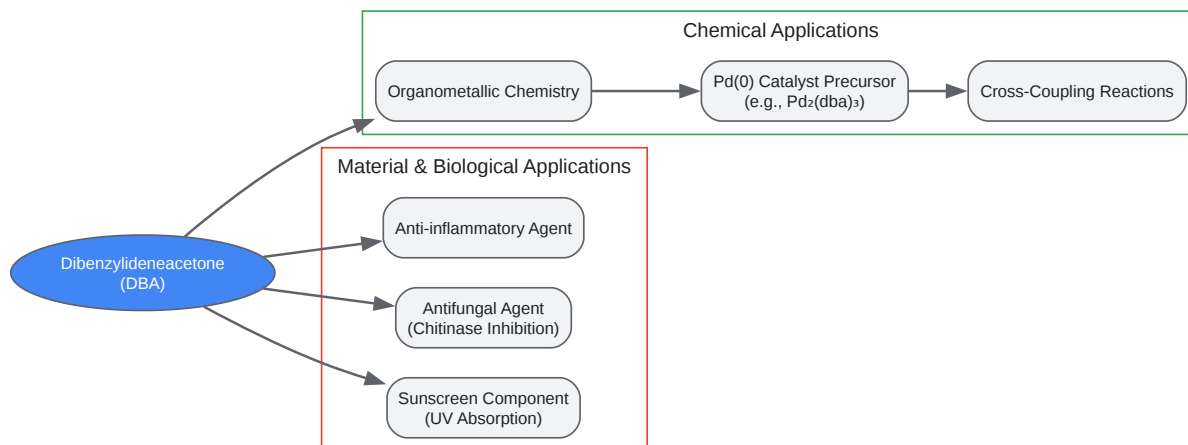 Chemical Applications
Organometallic Chemistry
Pd(0) Catalyst Precursor
(e.g., Pd₂(dba)₃)
Cross-Coupling Reactions
Material & Biological Applications
Anti-inflammatory Agent
Dibenzylideneacetone
(DBA)
Antifungal Agent
(Chitinase Inhibition)
Sunscreen Component
(UV Absorption)